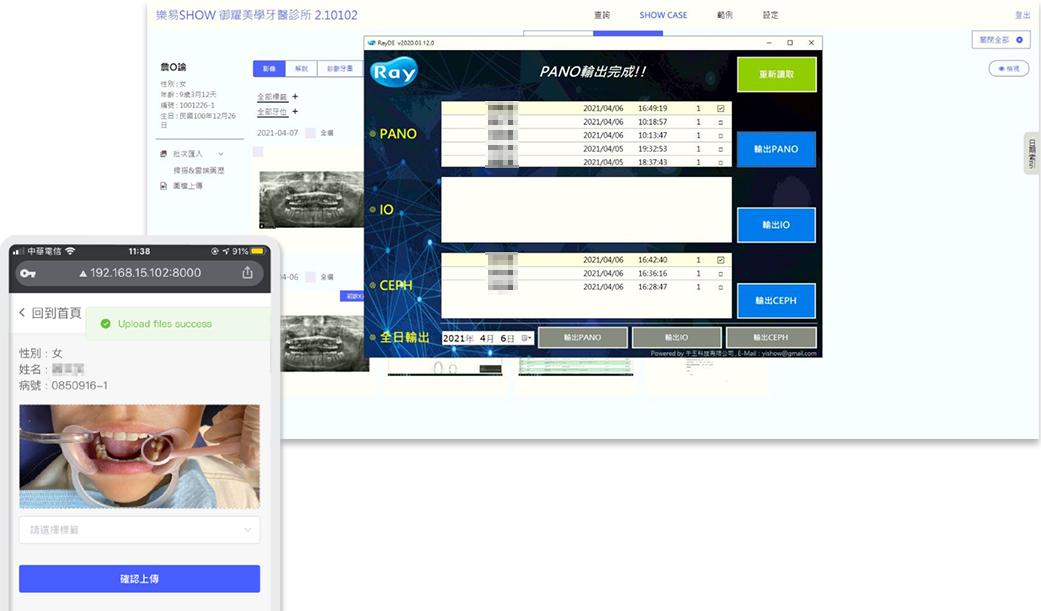 樂易SHOW 御耀美學牙醫診所 2.10102
查詢 SHOW CASE 範例 設定 登出
關閉全部
檢視
日期索引
詹O諭
性別 : 女
年齡 : 9歲3月12天
編號 : 1001226-1
生日 : 民國100年12月26
日
批次匯入
掃描&雲端病歷
圖檔上傳
影像 解說 診斷牙圖
全部標籤 +
全部牙位 +
2021-04-07 全選
4-06 全選
RayDE v2020.03.12.0
Ray
PANO輸出完成!!
重新讀取
PANO
2021/04/06 16:49:19 1
2021/04/06 10:18:57 1
2021/04/06 10:13:47 1
2021/04/05 19:32:53 1
2021/04/05 18:37:43 1
輸出PANO
IO
輸出IO
CEPH
2021/04/06 16:42:40 1
2021/04/06 16:36:16 1
2021/04/06 16:28:47 1
輸出CEPH
全日輸出 2021年 4月 6日 輸出PANO 輸出IO 輸出CEPH
Powered by 牛玉科技有限公司, E-Mail : yishow@gmail.com
中華電信 11:38 91%
192.168.15.102:8000
回到首頁
Upload files success
性別 : 女
姓名 :
病號 : 0850916-1
請選擇標籤
確認上傳